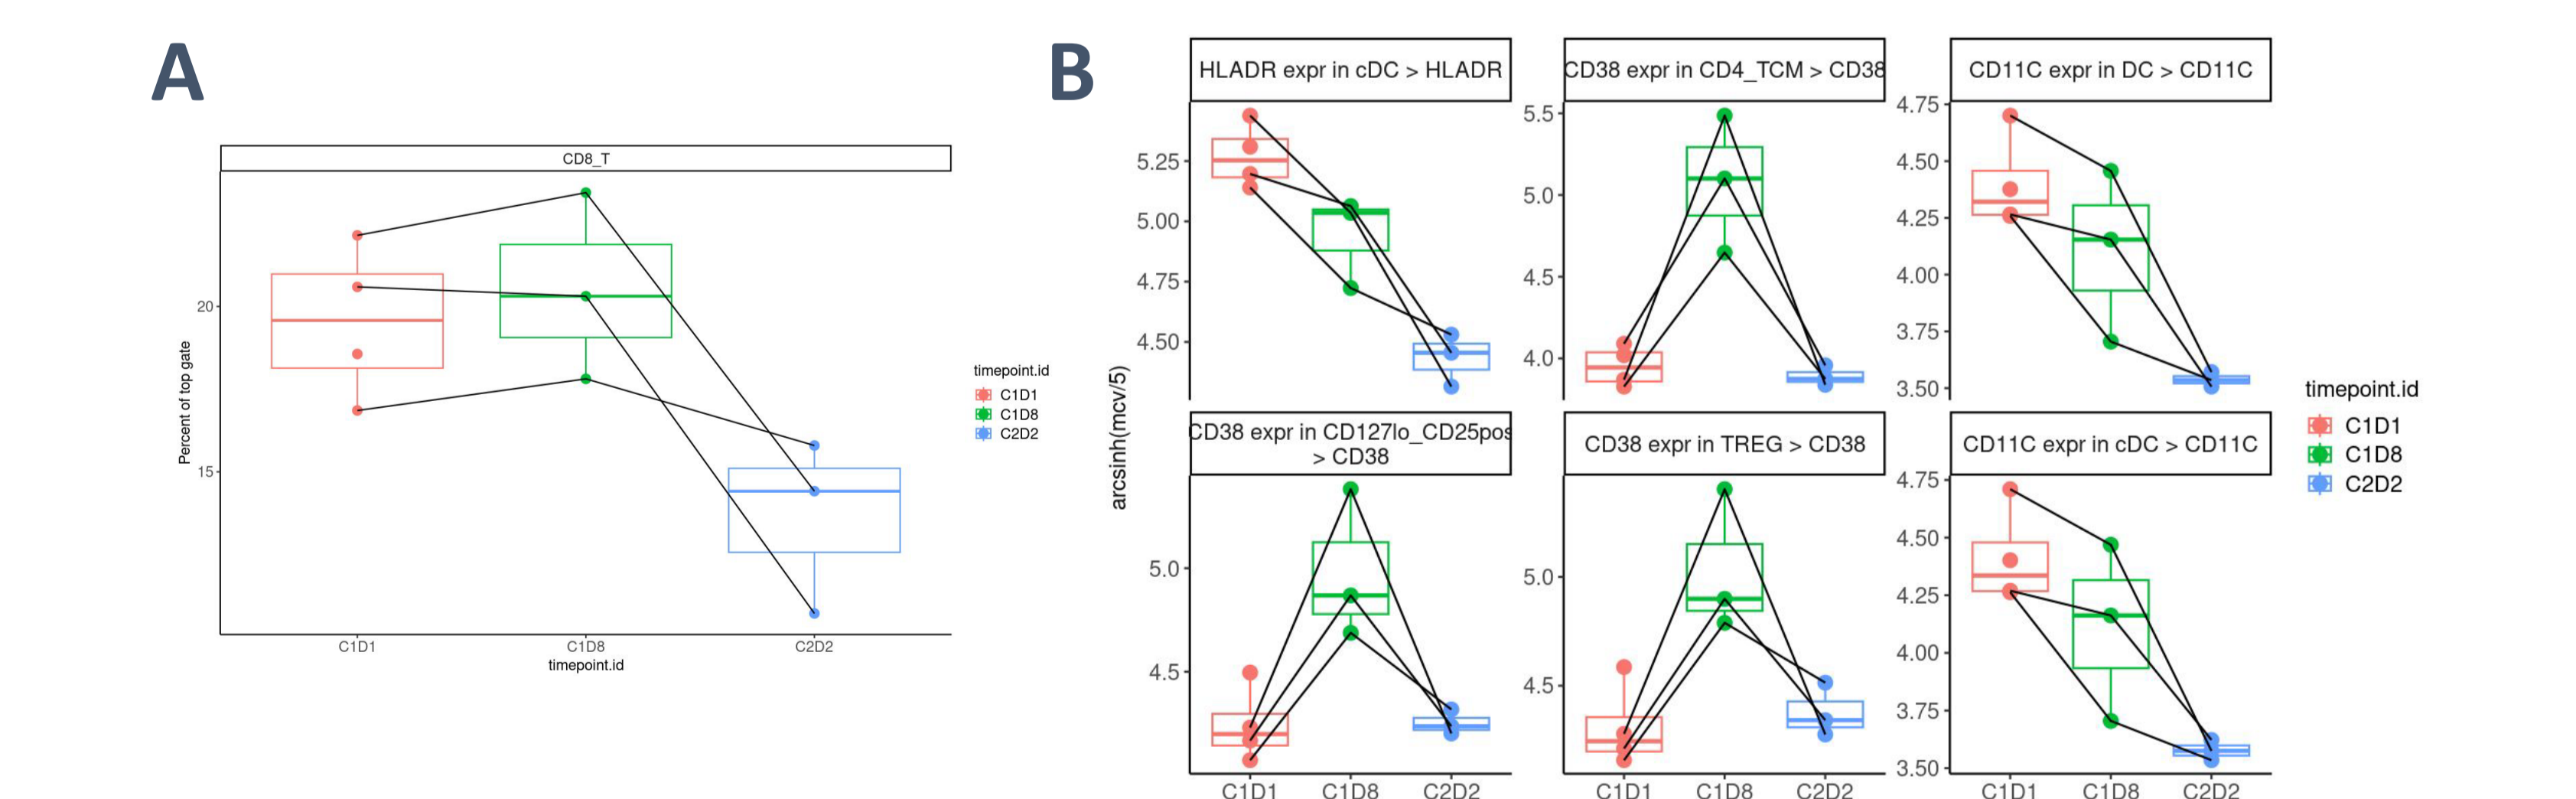 A
CD8_T
Percent of top gate
20
15
C1D1
C1D8
C2D2
timepoint.id
timepoint.id
C1D1
C1D8
C2D2
B
arcsinh(mcv/5)
HLADR expr in cDC > HLADR
5.25
5.00
4.75
4.50
CD38 expr in CD4_TCM > CD38
5.5
5.0
4.5
4.0
CD11C expr in DC > CD11C
4.75
4.50
4.25
4.00
3.75
3.50
CD38 expr in CD127lo_CD25pos
> CD38
5.0
4.5
C1D1
C1D8
C2D2
CD38 expr in TREG > CD38
5.0
4.5
C1D1
C1D8
C2D2
CD11C expr in cDC > CD11C
4.75
4.50
4.25
4.00
3.75
3.50
C1D1
C1D8
C2D2
timepoint.id
C1D1
C1D8
C2D2